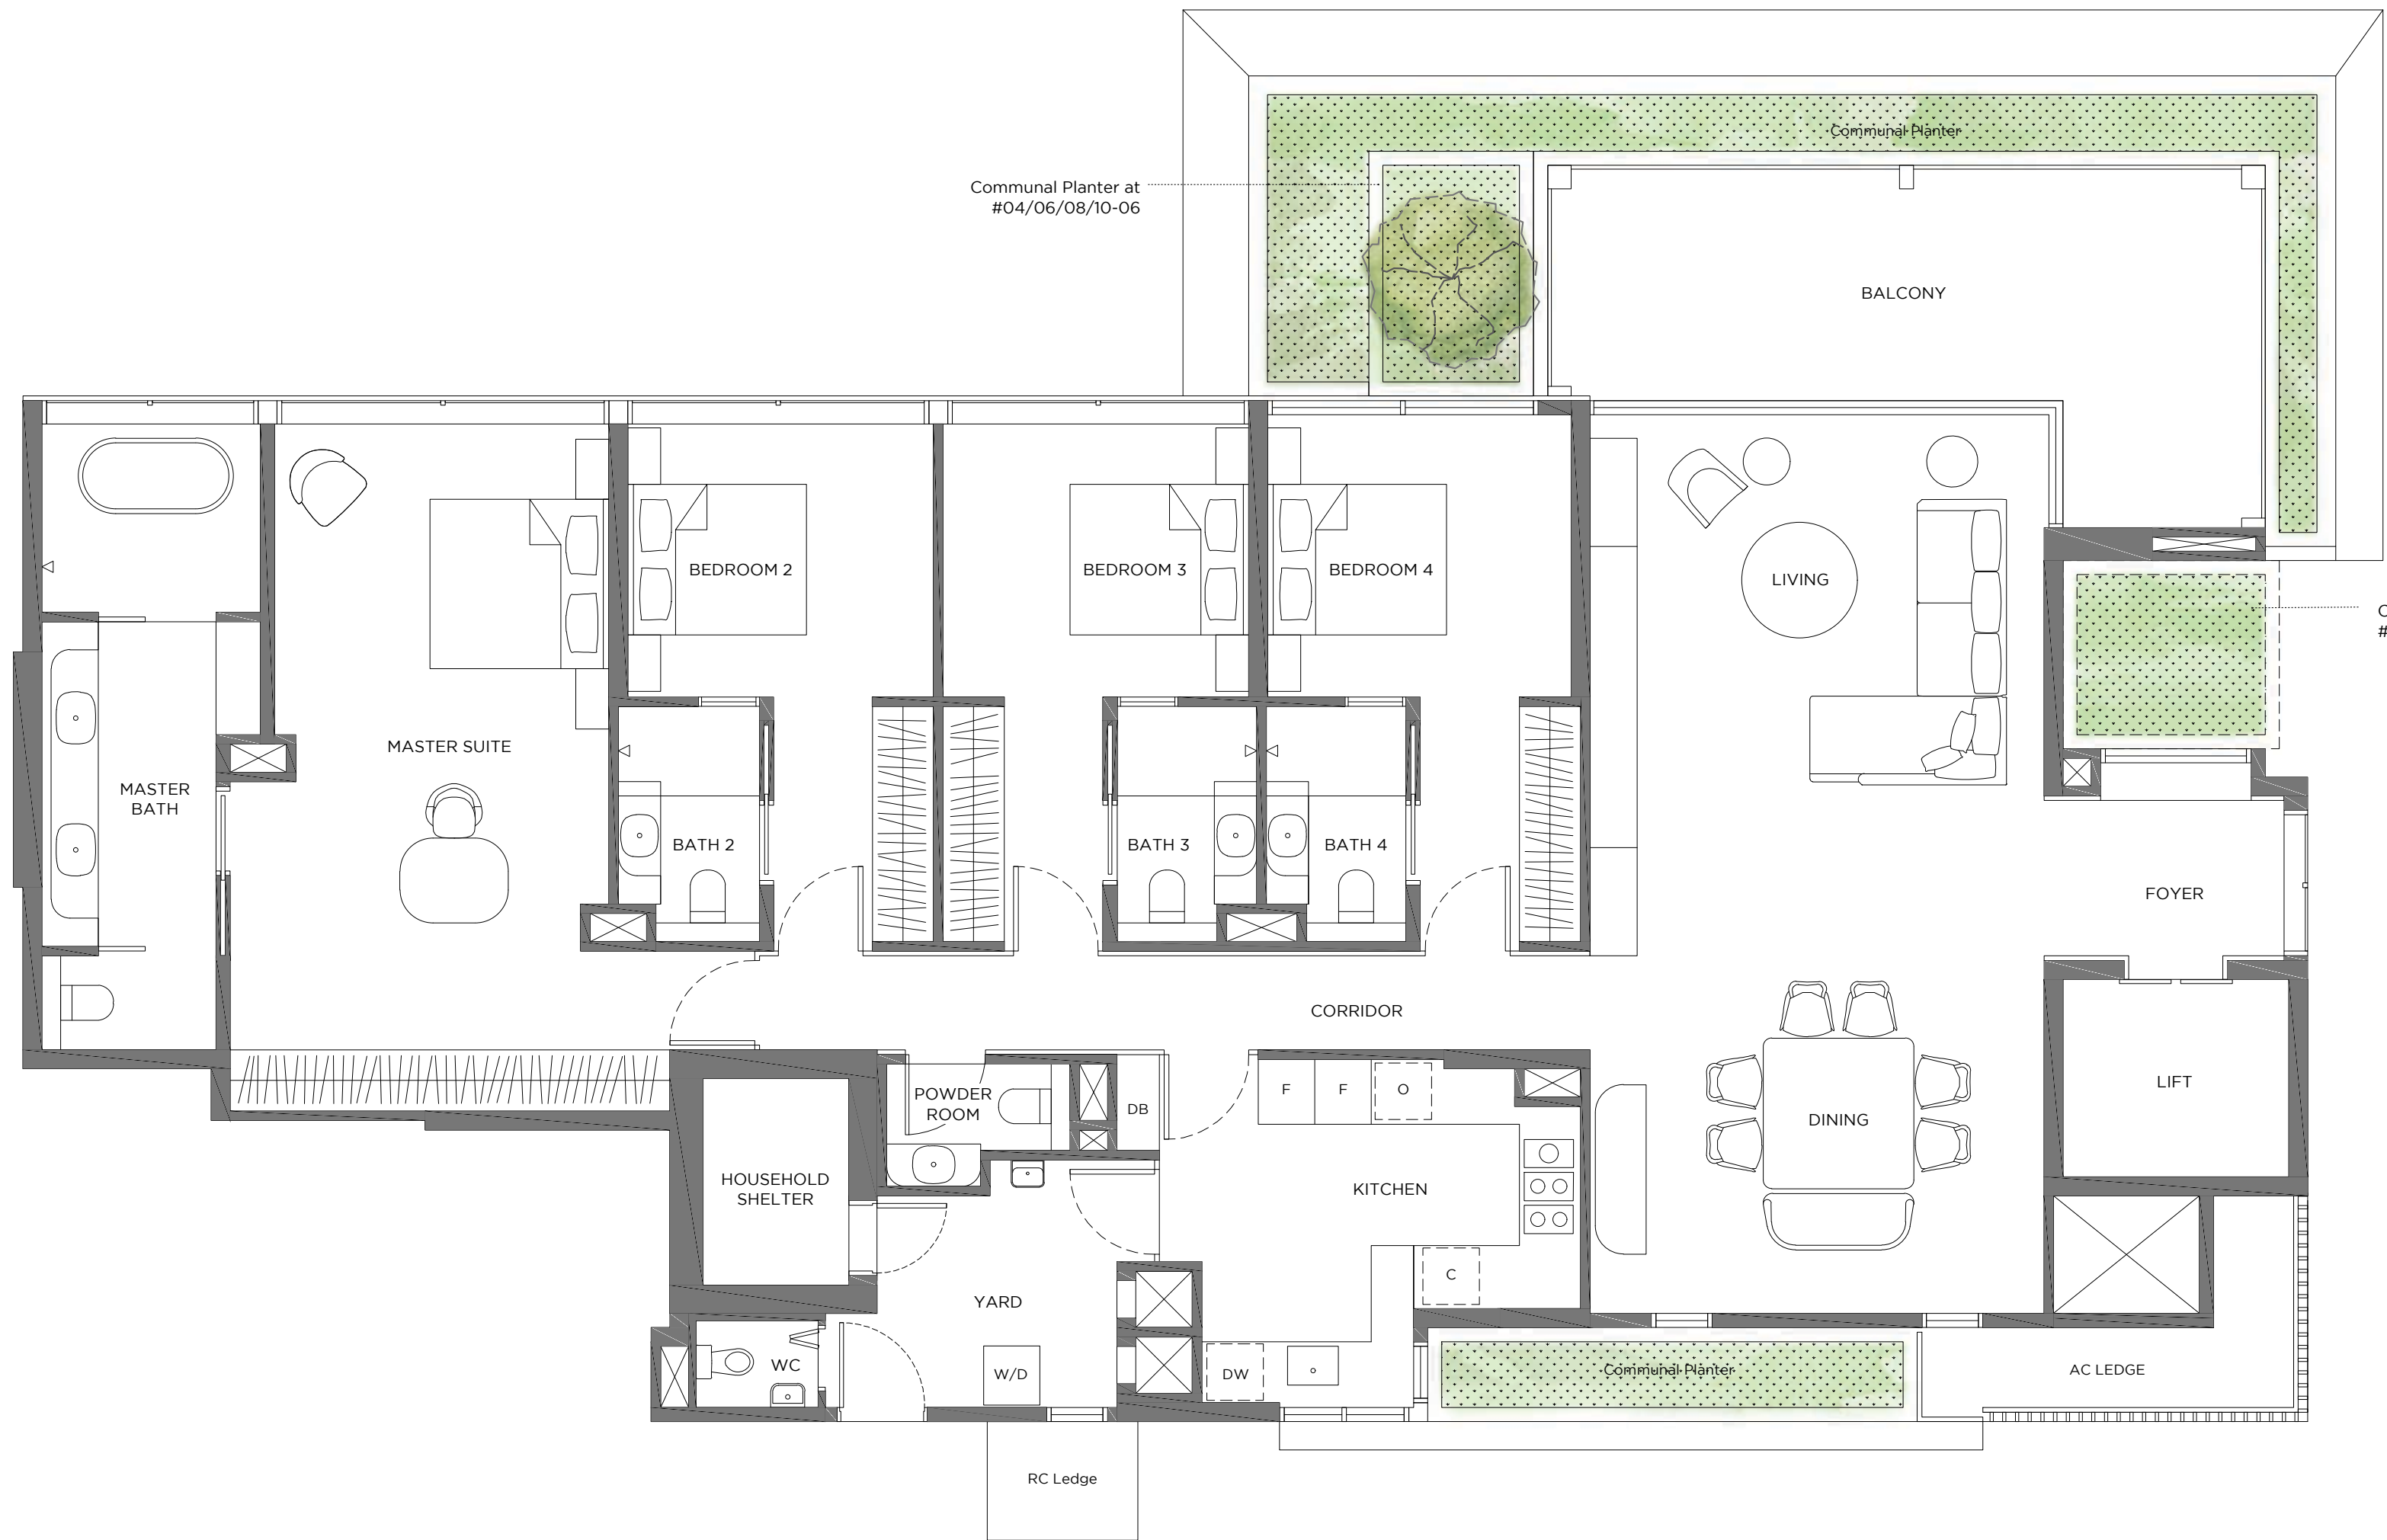 Communal Planter
Communal Planter at
#04/06/08/10-06
BALCONY
BEDROOM 2
BEDROOM 3
BEDROOM 4
LIVING
MASTER SUITE
MASTER
BATH
BATH 2
BATH 3
BATH 4
FOYER
CORRIDOR
POWDER
ROOM
DB
F
F
O
LIFT
DINING
HOUSEHOLD
SHELTER
KITCHEN
C
YARD
WC
W/D
DW
Communal Planter
AC LEDGE
RC Ledge